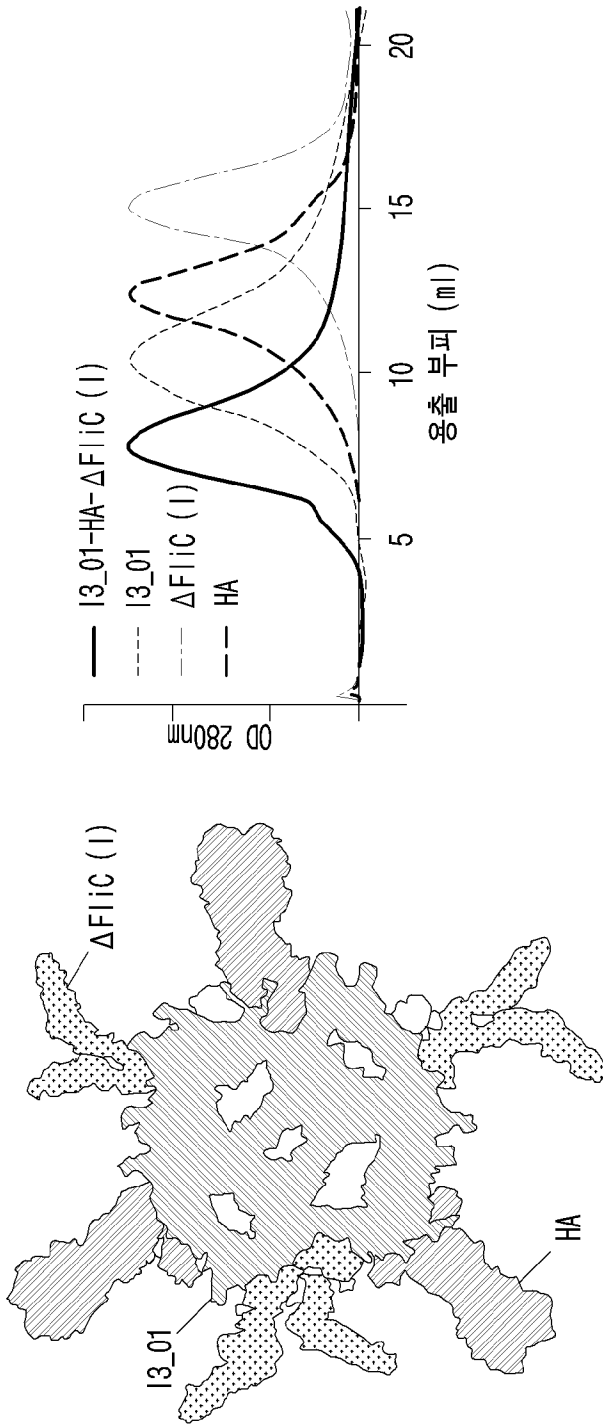 ΔFliC (I)
I3_01
HA
I3_01-HA-ΔFliC (I)
I3_01
ΔFliC (I)
HA
OD 280nm
5
10
15
20
용출 부피 (ml)